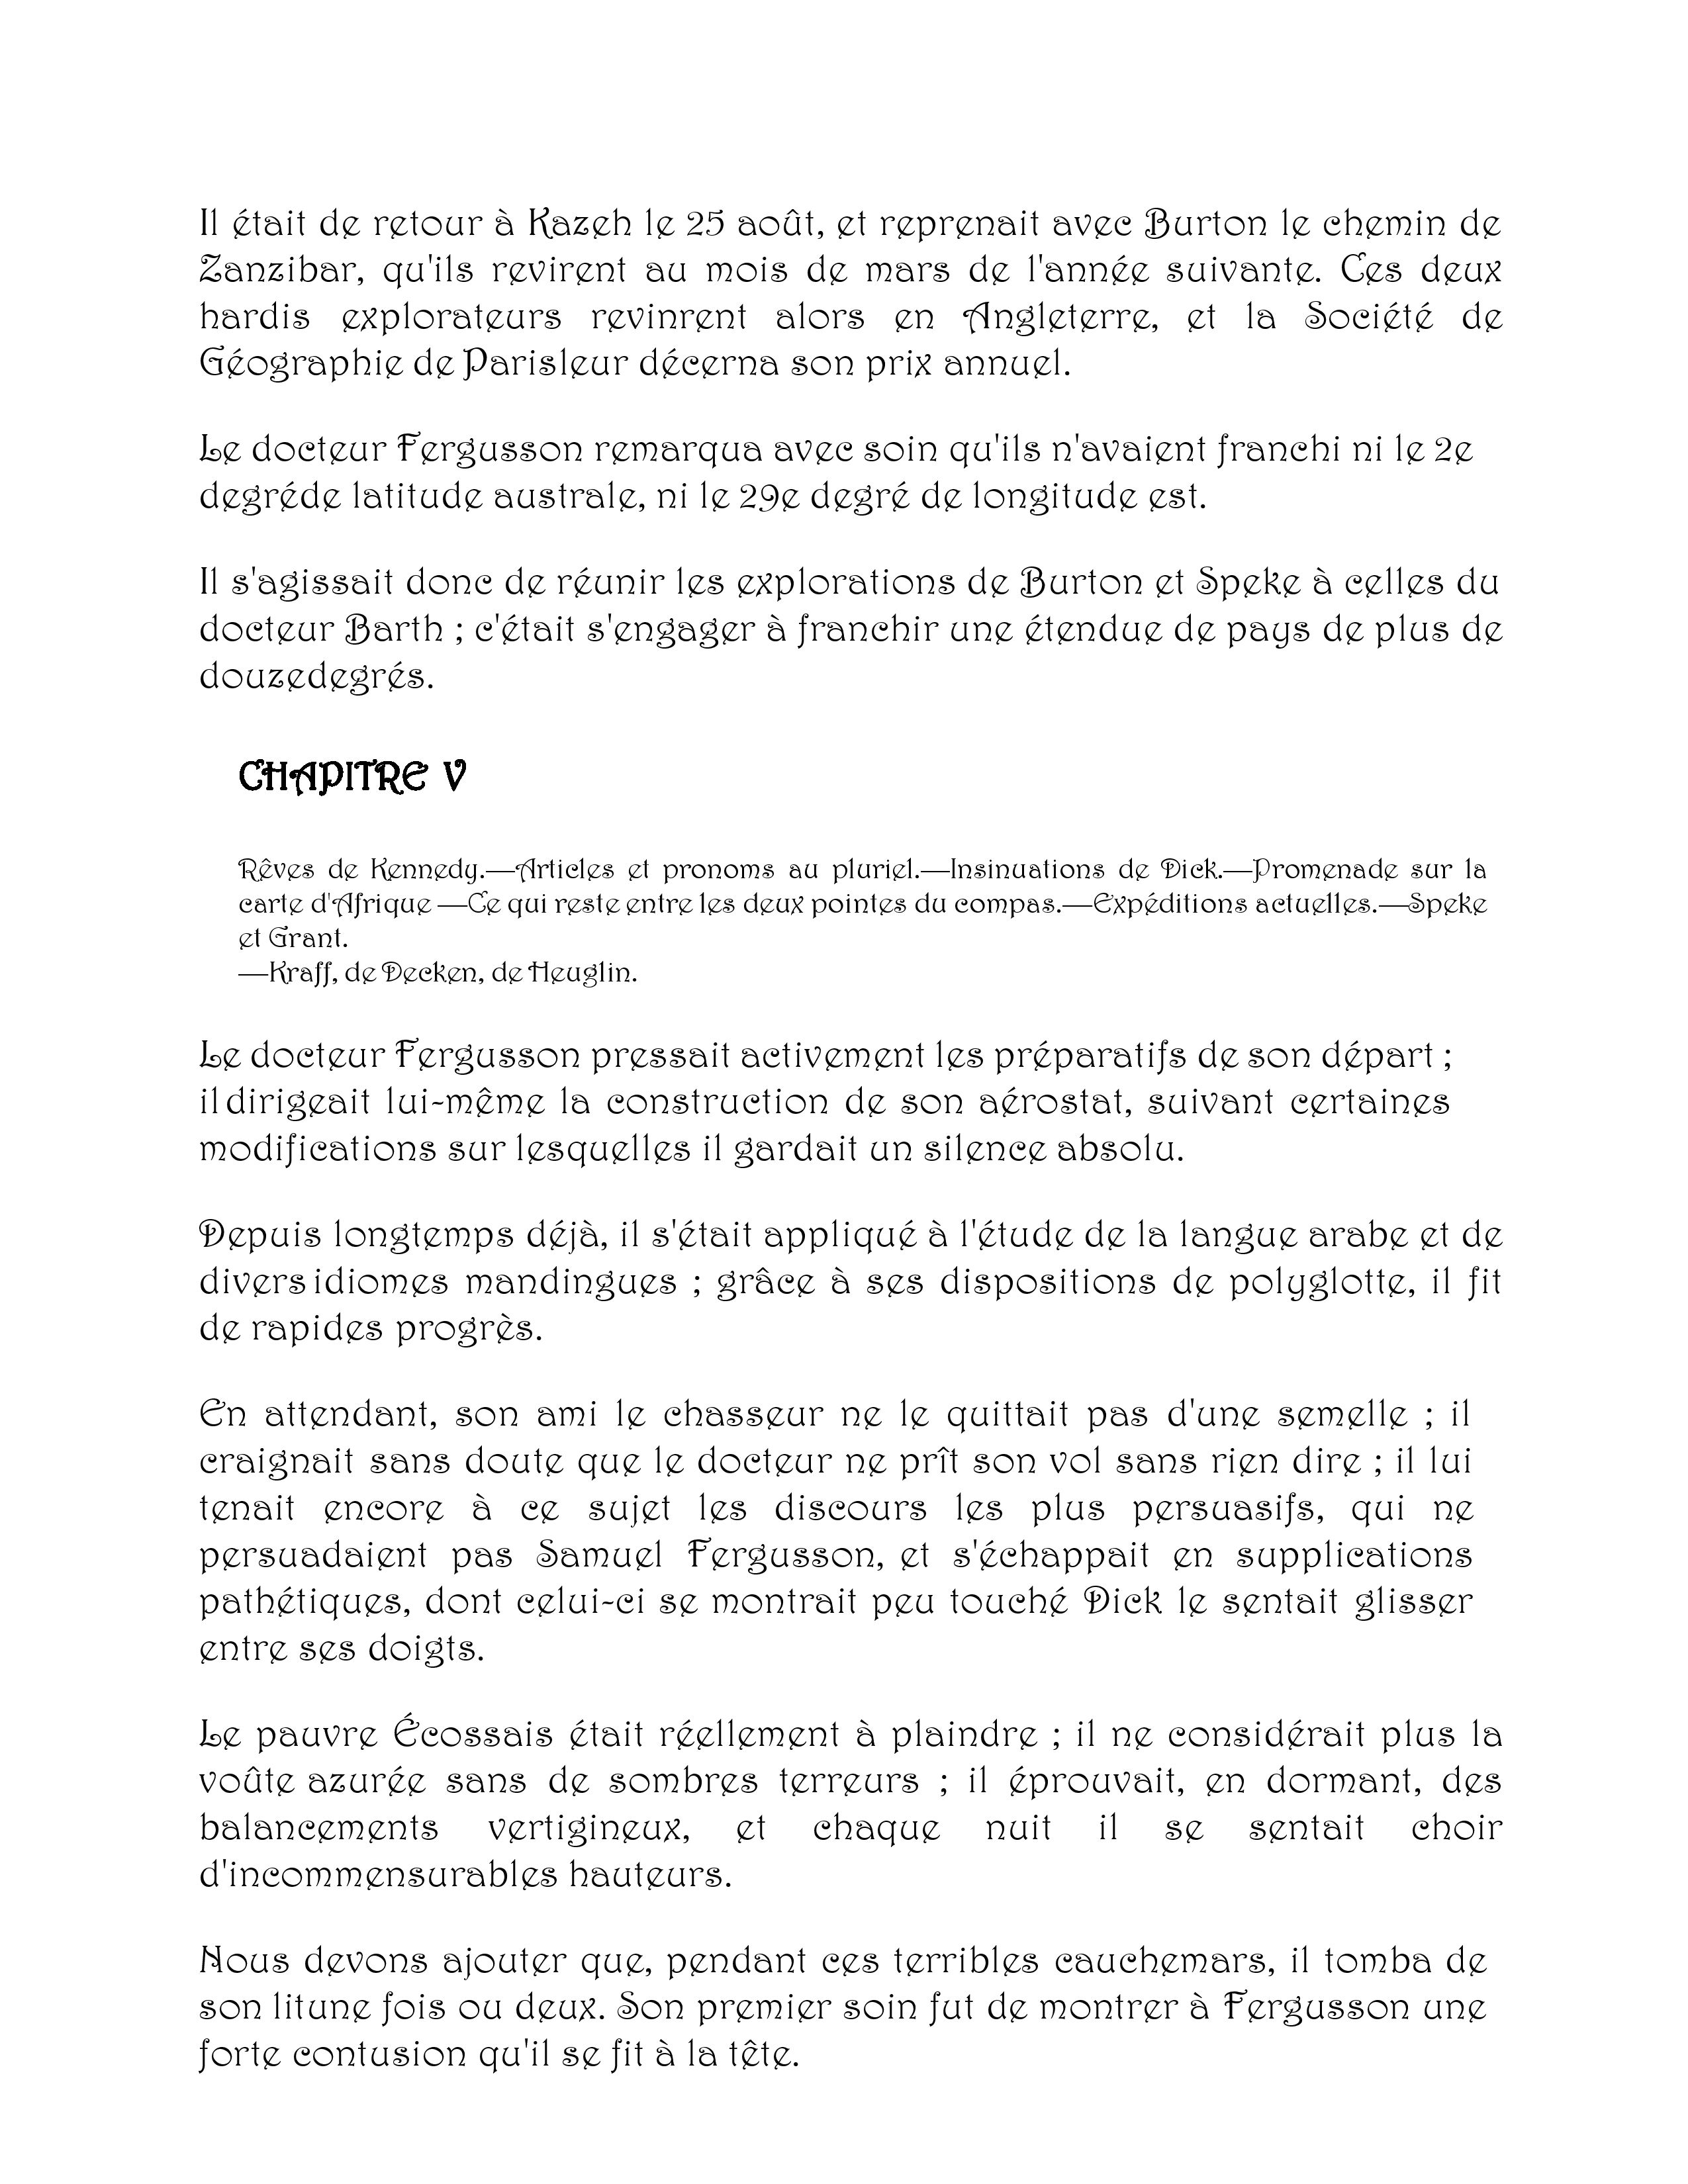 Il était de retour à Kazeh le 25 août, et reprenait avec Burton le chemin de
Zanzibar, qu'ils revirent au mois de mars de l'année suivante. Ces deux
hardis explorateurs revinrent alors en Angleterre, et la Société de
Géographie de Parisleur décerna son prix annuel.
Le docteur Fergusson remarqua avec soin qu'ils n'avaient franchi ni le 2e
degréde latitude australe, ni le 29e degré de longitude est.
Il s'agissait donc de réunir les explorations de Burton et Speke à celles du
docteur Barth ; c'était s'engager à franchir une étendue de pays de plus de
douzedegrés.
CHAPITRE V
Rêves de Kennedy.—Articles et pronoms au pluriel.—Insinuations de Dick.—Promenade sur la
carte d'Afrique —Ce qui reste entre les deux pointes du compas.—Expéditions actuelles.—Speke
et Grant.
—Kraff, de Decken, de Heuglin.
Le docteur Fergusson pressait activement les préparatifs de son départ ;
il dirigeait lui-même la construction de son aérostat, suivant certaines
modifications sur lesquelles il gardait un silence absolu.
Depuis longtemps déjà, il s'était appliqué à l'étude de la langue arabe et de
divers idiomes mandingues ; grâce à ses dispositions de polyglotte, il fit
de rapides progrès.
En attendant, son ami le chasseur ne le quittait pas d'une semelle ; il
craignait sans doute que le docteur ne prît son vol sans rien dire ; il lui
tenait encore à ce sujet les discours les plus persuasifs, qui ne
persuadaient pas Samuel Fergusson, et s'échappait en supplications
pathétiques, dont celui-ci se montrait peu touché Dick le sentait glisser
entre ses doigts.
Le pauvre Écossais était réellement à plaindre ; il ne considérait plus la
voûte azurée sans de sombres terreurs ; il éprouvait, en dormant, des
balancements vertigineux, et chaque nuit il se sentait choir
d'incommensurables hauteurs.
Nous devons ajouter que, pendant ces terribles cauchemars, il tomba de
son litune fois ou deux. Son premier soin fut de montrer à Fergusson une
forte contusion qu'il se fit à la tête.